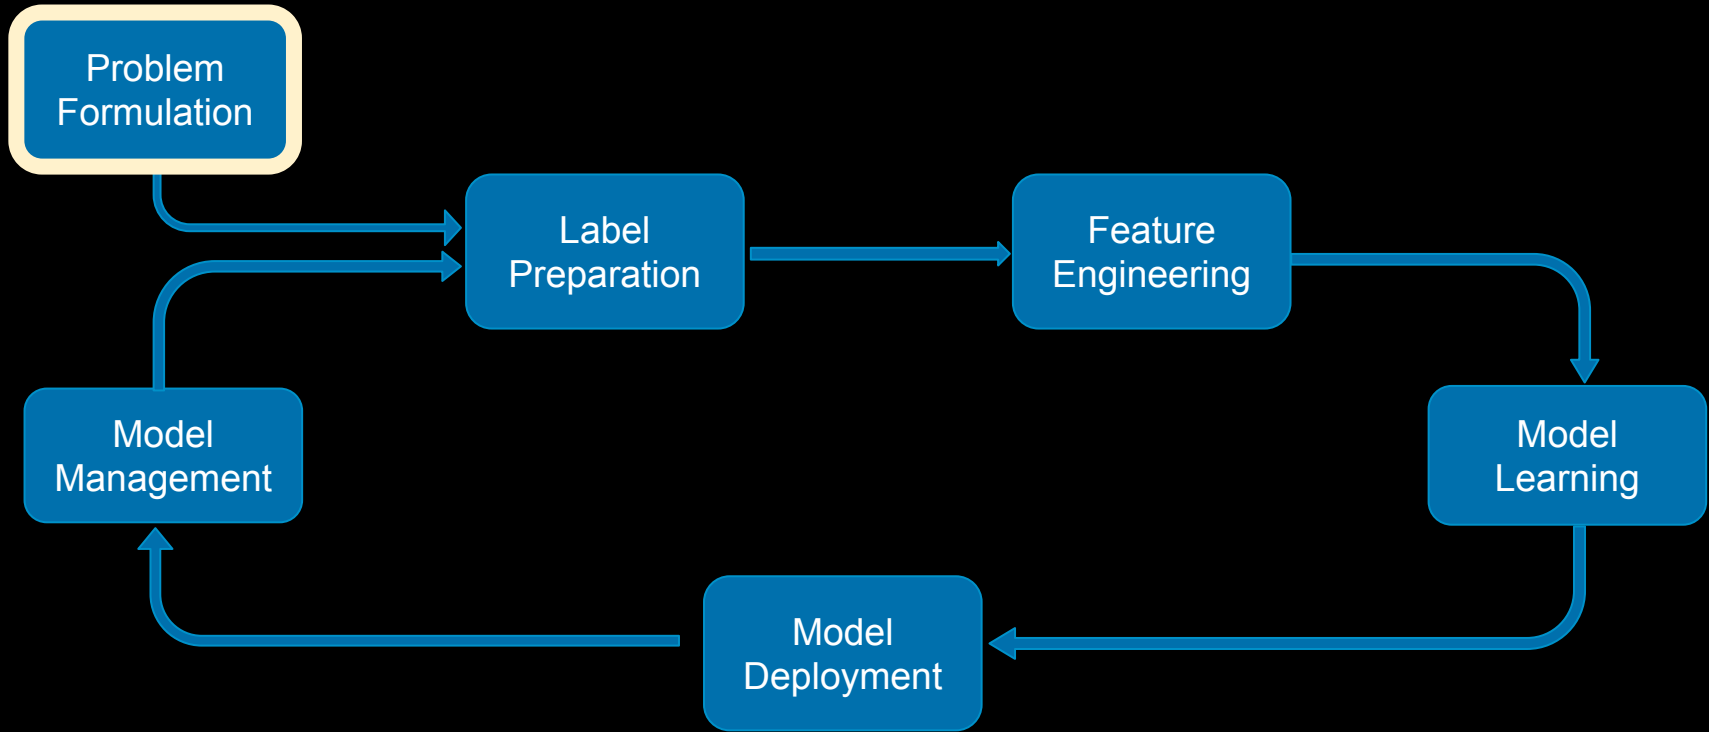 Problem
Formulation
Label
Preparation
Feature
Engineering
Model
Management
Model
Learning
Model
Deployment